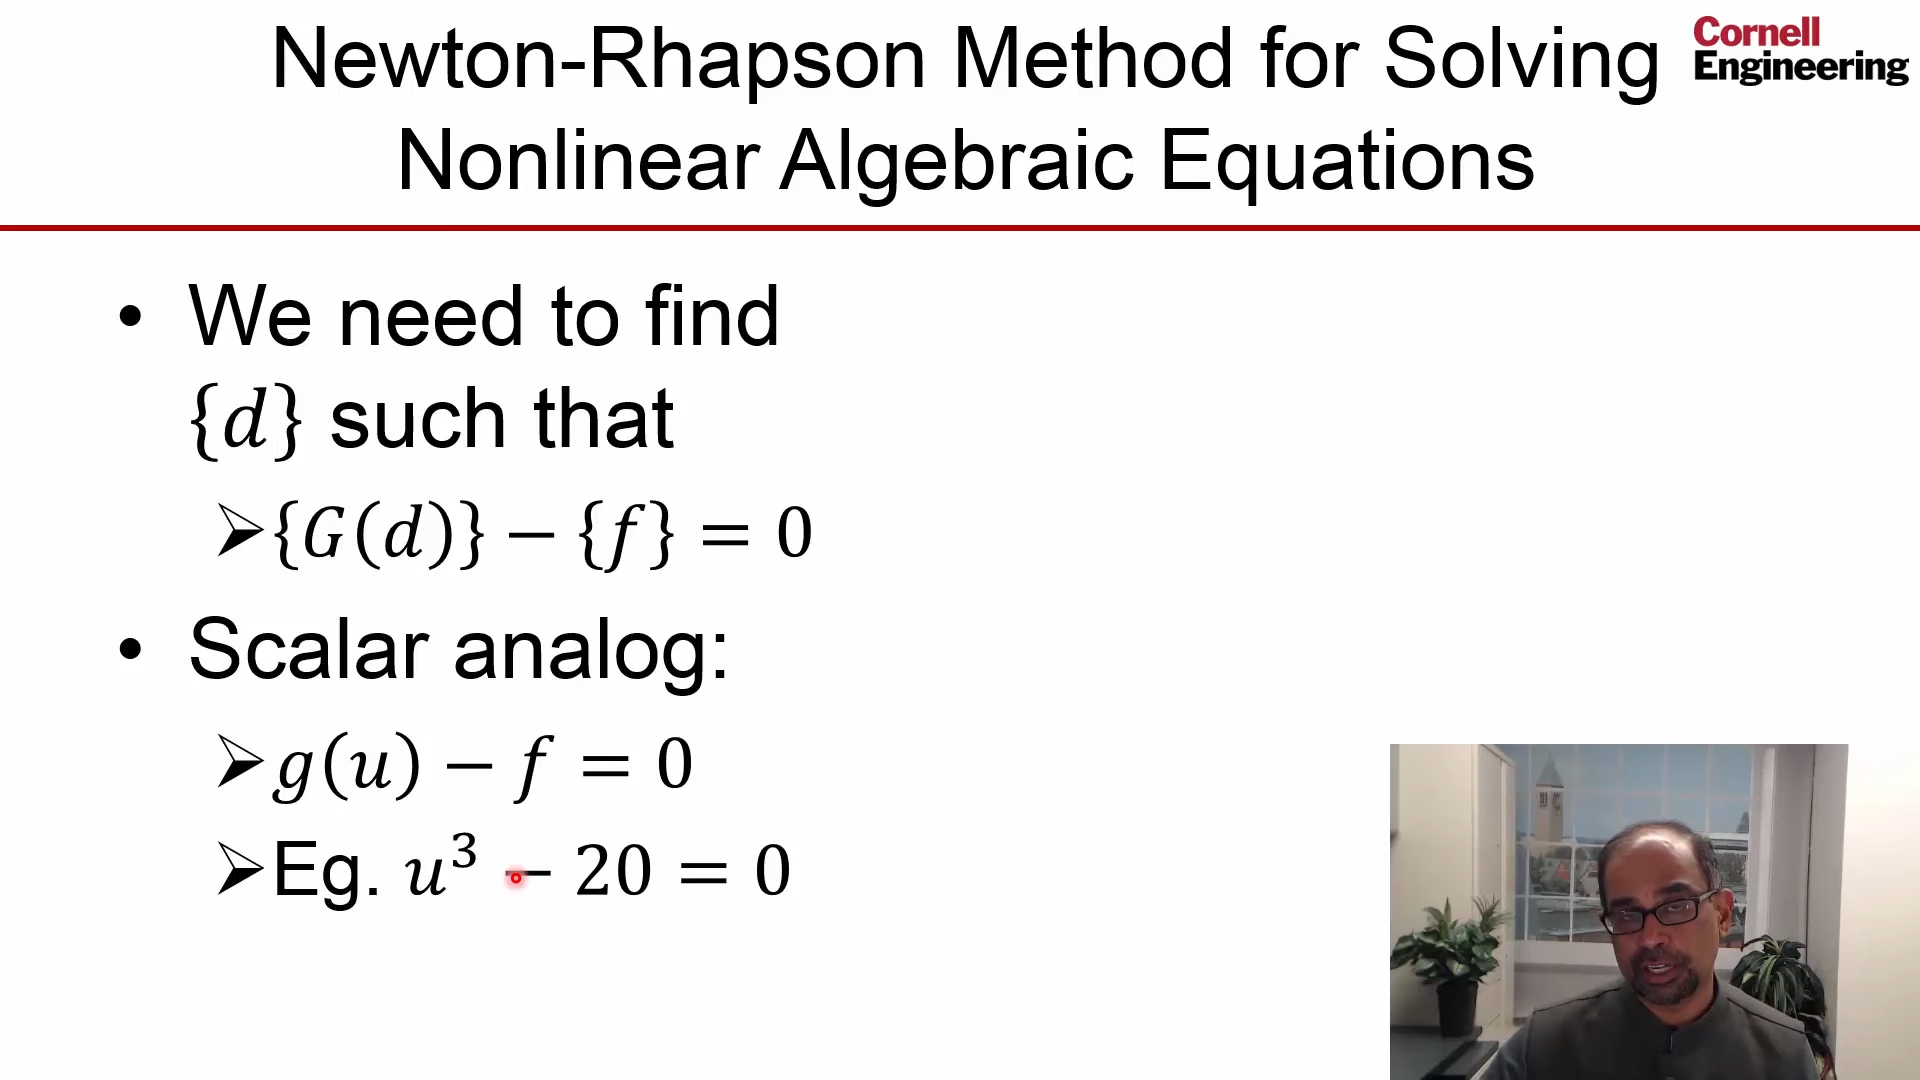 Newton-Rhapson Method for Solving
Nonlinear Algebraic Equations
Cornell
Engineering
• We need to find
{d} such that
➢{G(d)} − {f} = 0
• Scalar analog:
➢g(u) − f = 0
➢Eg. u³ − 20 = 0